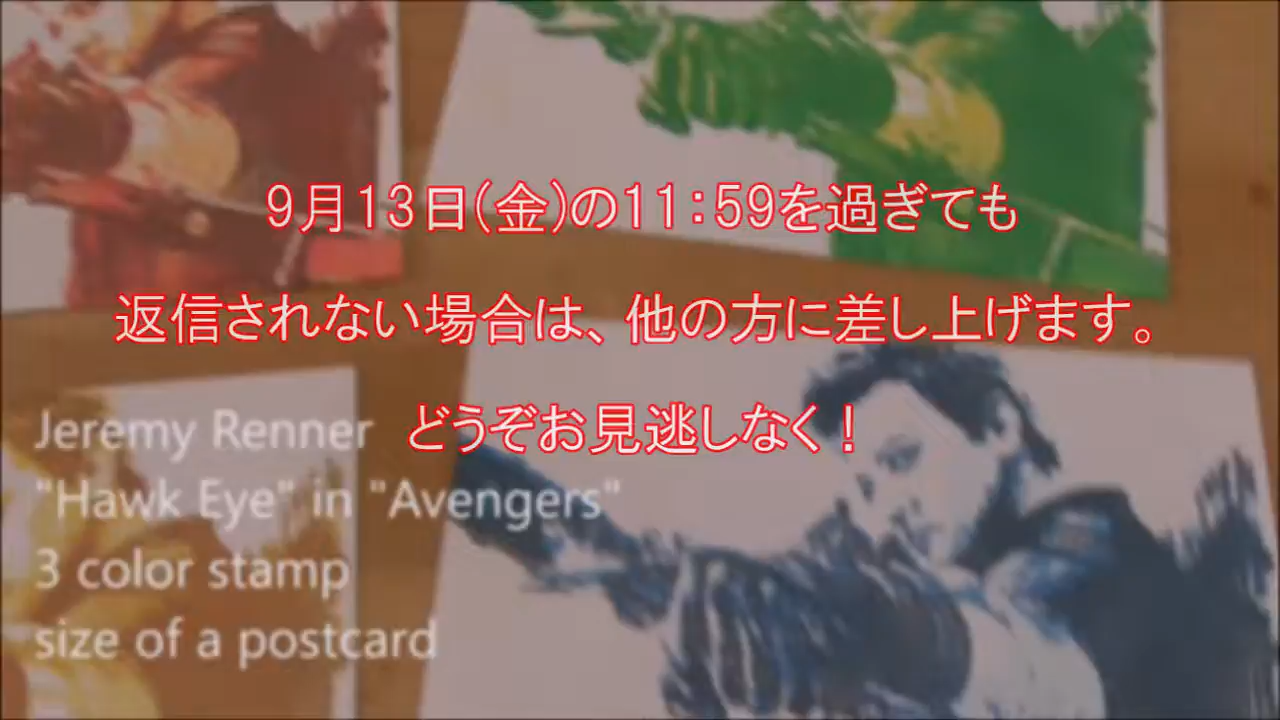 9月13日(金)の11:59を過ぎても
返信されない場合は、他の方に差し上げます。
どうぞお見逃しなく！
Jeremy Renner
"Hawk Eye" in "Avengers"
3 color stamp
size of a postcard